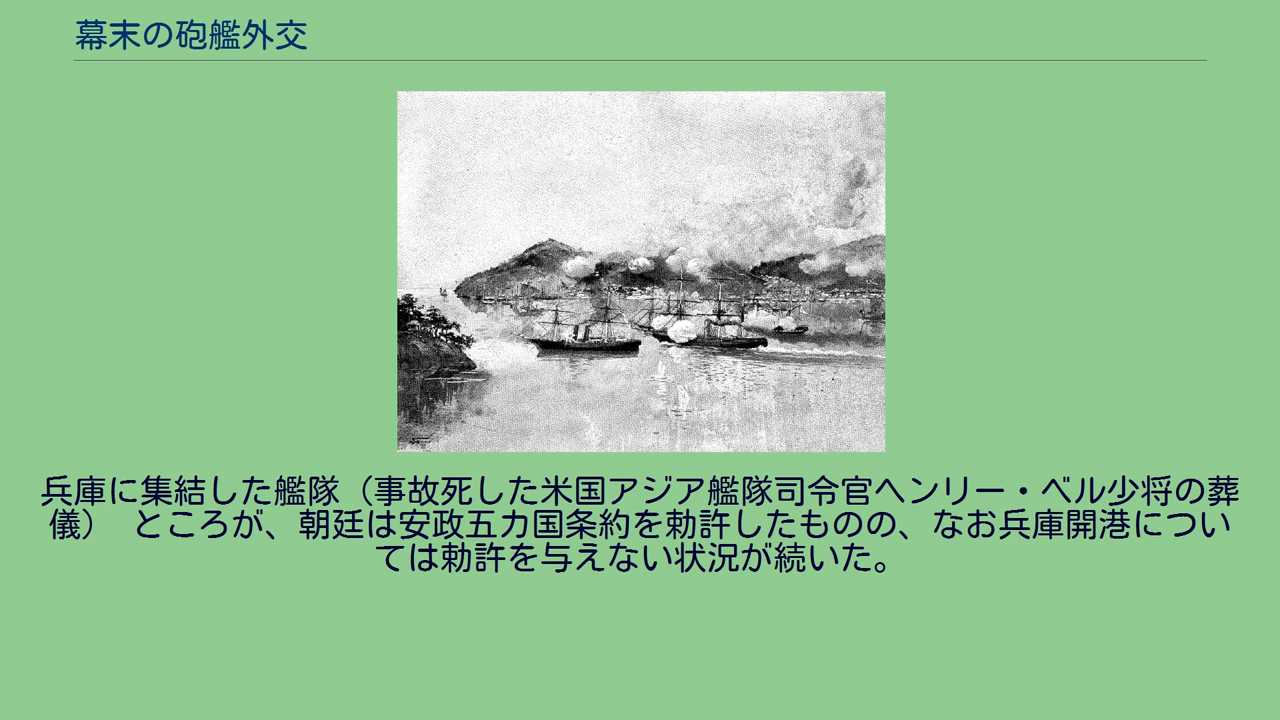 幕末の砲艦外交
兵庫に集結した艦隊（事故死した米国アジア艦隊司令官ヘンリー・ベル少将の葬
儀）　ところが、朝廷は安政五カ国条約を勅許したものの、なお兵庫開港につい
ては勅許を与えない状況が続いた。